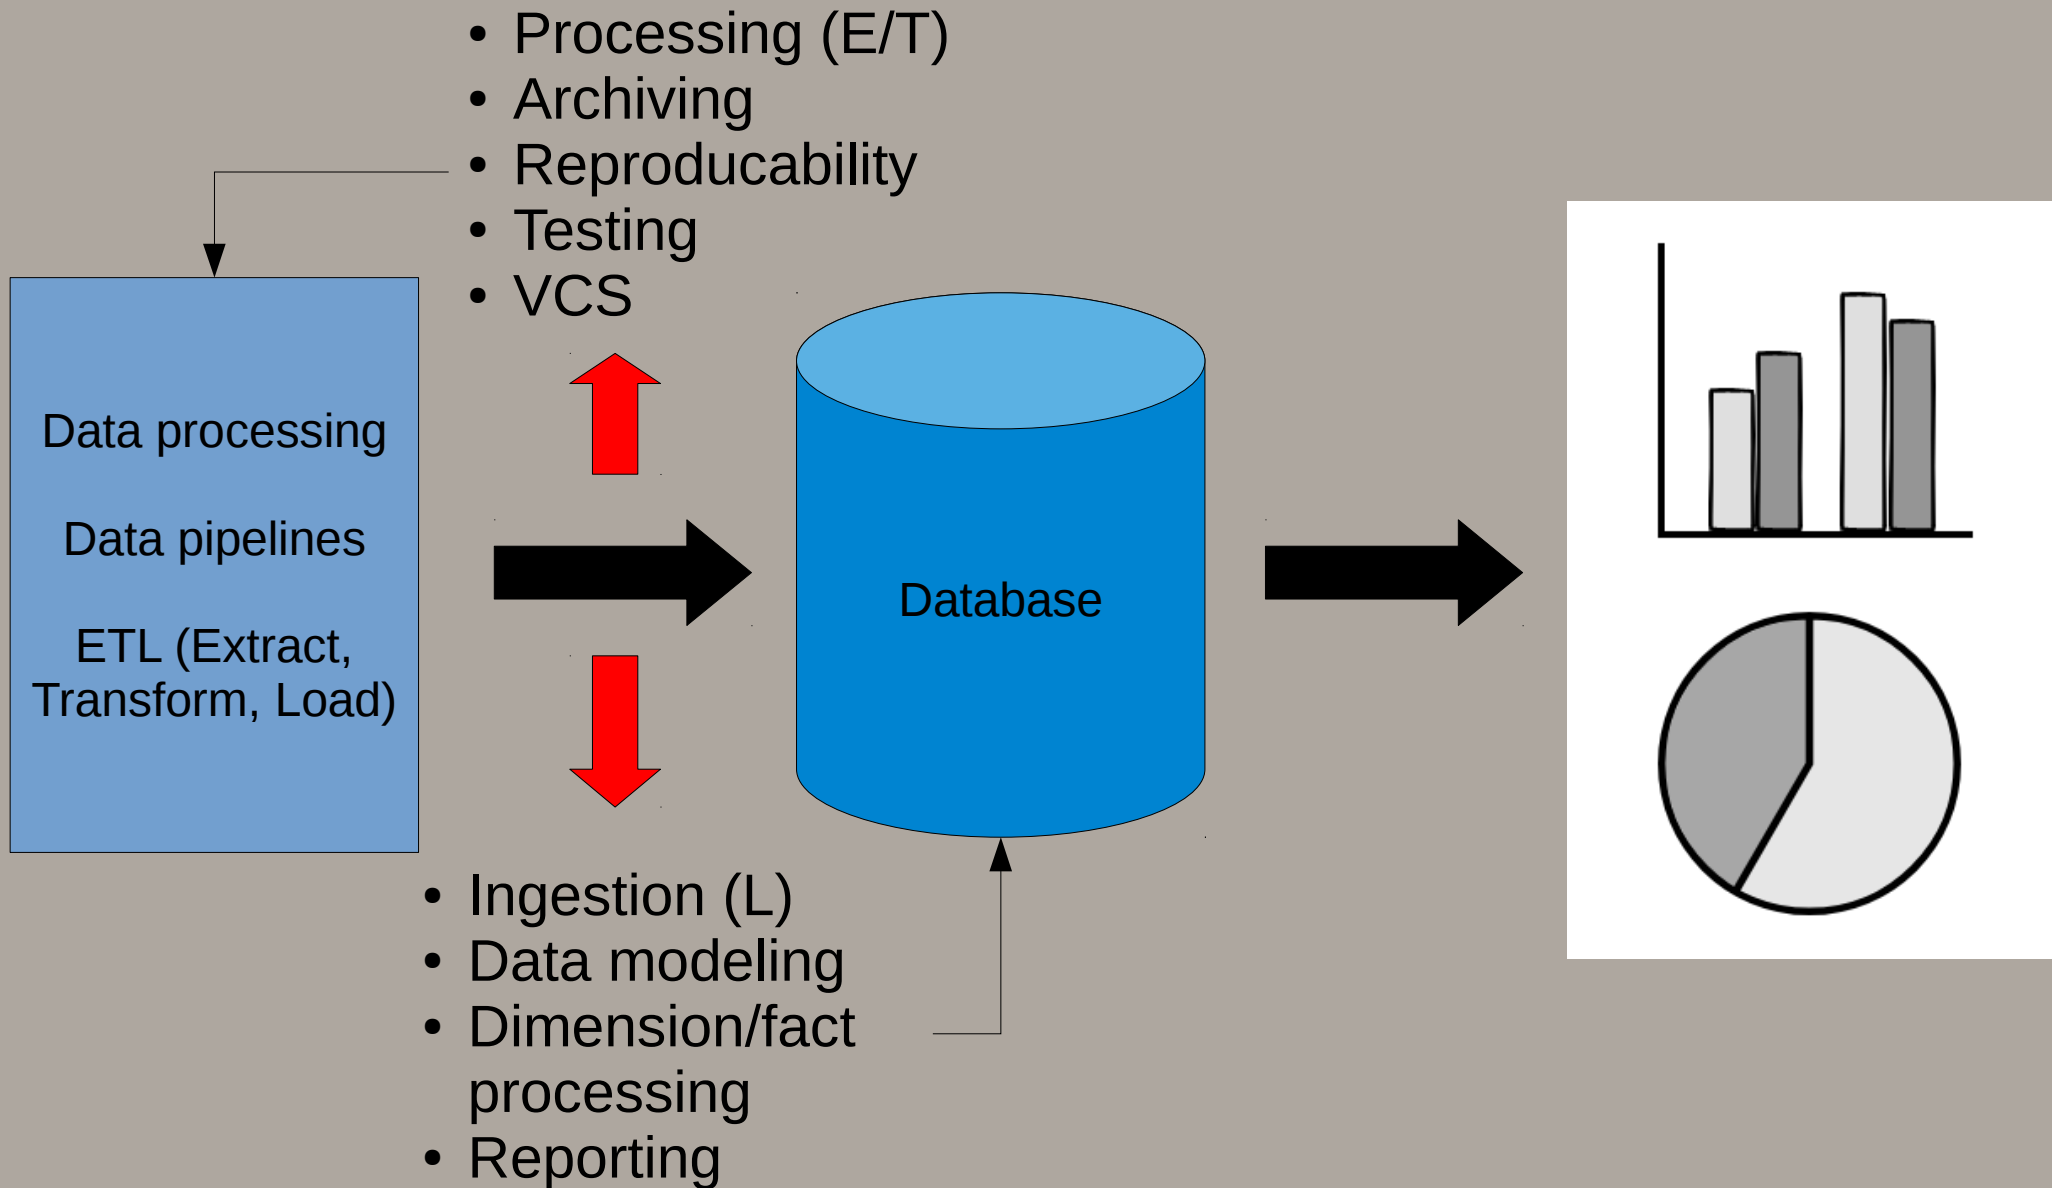 • Processing (E/T)
• Archiving
• Reproducability
• Testing
• VCS
Data processing
Data pipelines
ETL (Extract,
Transform, Load)
Database
• Ingestion (L)
• Data modeling
• Dimension/fact
processing
• Reporting